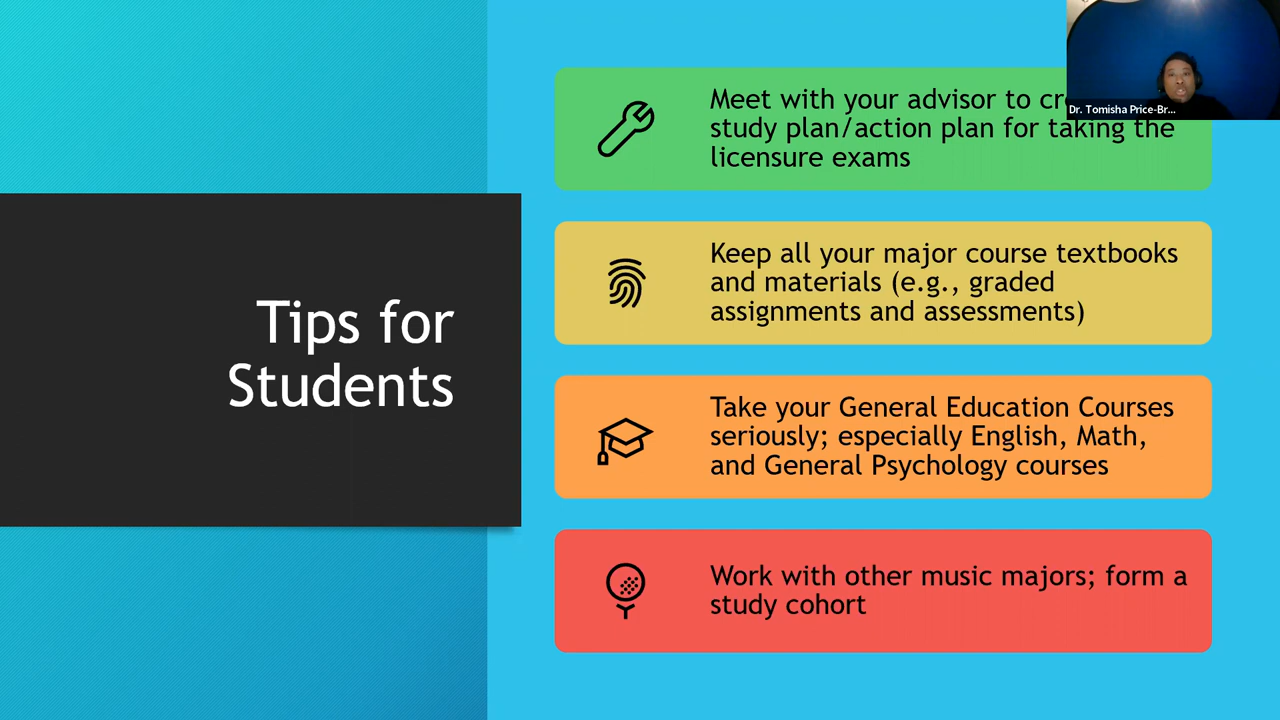 Tips for
Students
Meet with your advisor to
study plan/action plan for taking the
licensure exams
Keep all your major course textbooks
and materials (e.g., graded
assignments and assessments)
Take your General Education Courses
seriously; especially English, Math,
and General Psychology courses
Work with other music majors; form a
study cohort
Dr. Tomisha Price-Br...